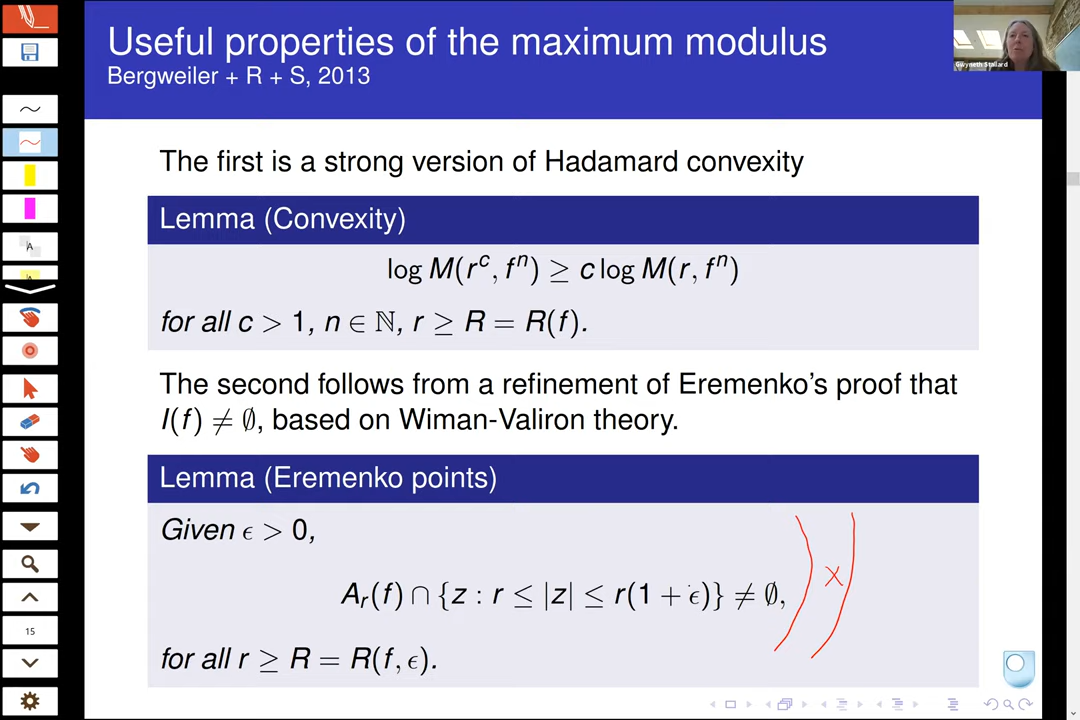 Useful properties of the maximum modulus
Bergweiler + R + S, 2013
Gwyneth Stallard
The first is a strong version of Hadamard convexity
Lemma (Convexity)
log M(r^c, f^n) ≥ c log M(r, f^n)
for all c > 1, n ∈ ℕ, r ≥ R = R(f).
The second follows from a refinement of Eremenko's proof that
I(f) ≠ ∅, based on Wiman-Valiron theory.
Lemma (Eremenko points)
Given ϵ > 0,
A_r(f) ∩ {z : r ≤ |z| ≤ r(1 + ϵ)} ≠ ∅,
x
for all r ≥ R = R(f, ϵ).
A
15